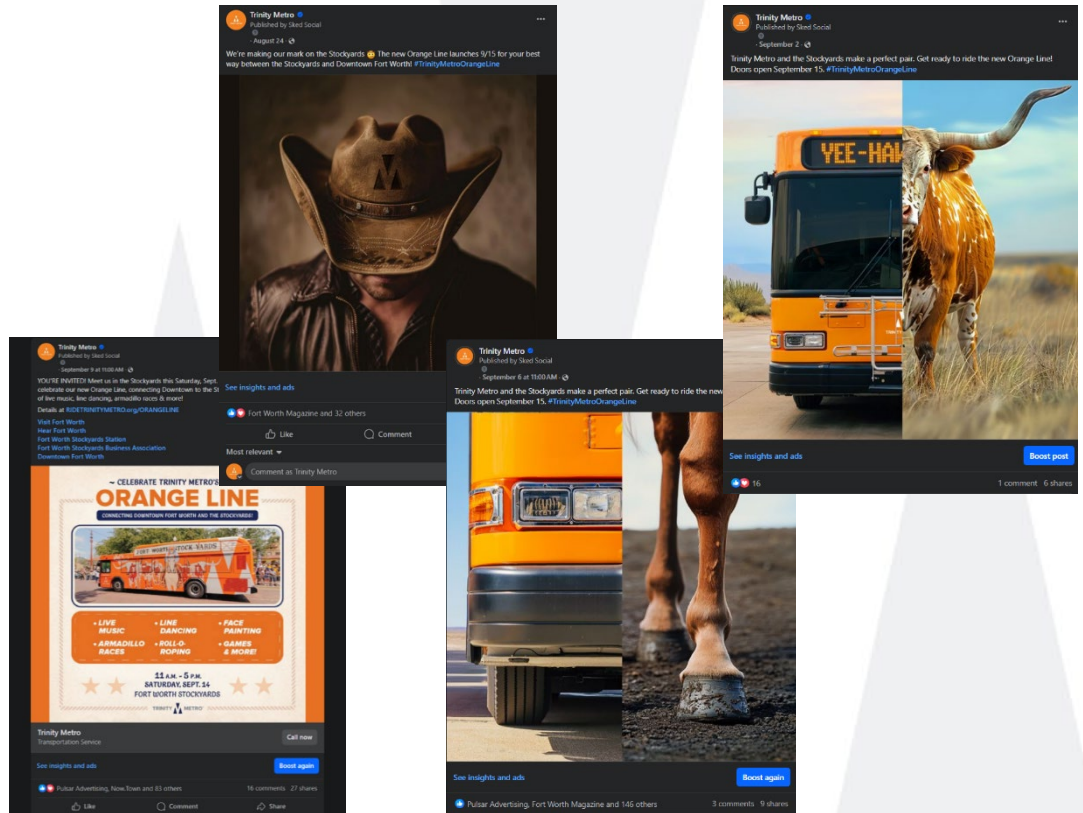 Trinity Metro
Published by Sked Social
· August 24 ·
We're making our mark on the Stockyards 🤠 The new Orange Line launches 9/15 for your best
way between the Stockyards and Downtown Fort Worth! #TrinityMetroOrangeLine
See insights and ads
Fort Worth Magazine and 32 others
Like Comment
Most relevant
Comment as Trinity Metro
Trinity Metro
Published by Sked Social
· September 2 ·
Trinity Metro and the Stockyards make a perfect pair. Get ready to ride the new Orange Line!
Doors open September 15. #TrinityMetroOrangeLine
YEE-HAW
See insights and ads
Boost post
16
1 comment 6 shares
Trinity Metro
Published by Sked Social
· September 9 at 11:00 AM ·
YOU'RE INVITED! Meet us in the Stockyards this Saturday, Sept.
celebrate our new Orange Line, connecting Downtown to the St
of live music, line dancing, armadillo races & more!
Details at RIDETRINITYMETRO.org/ORANGELINE
Visit Fort Worth
Hear Fort Worth
Fort Worth Stockyards Station
Fort Worth Stockyards Business Association
Downtown Fort Worth
~ CELEBRATE TRINITY METRO'S
ORANGE LINE
CONNECTING DOWNTOWN FORT WORTH AND THE STOCKYARDS!
FORT WORTH STOCK YARDS
+ LIVE MUSIC
+ LINE DANCING
+ FACE PAINTING
+ ARMADILLO RACES
+ ROLL-O-ROPING
+ GAMES & MORE!
11 A.M. - 5 P.M.
SATURDAY, SEPT. 14
FORT WORTH STOCKYARDS
TRINITY METRO
Trinity Metro
Transportation Service
Call now
See insights and ads
Boost again
Pulsar Advertising, Now.Town and 83 others
16 comments 27 shares
Like Comment Share
Trinity Metro
Published by Sked Social
· September 6 at 11:00 AM ·
Trinity Metro and the Stockyards make a perfect pair. Get ready to ride the new
Doors open September 15. #TrinityMetroOrangeLine
See insights and ads
Boost again
Pulsar Advertising, Fort Worth Magazine and 146 others
3 comments 9 shares